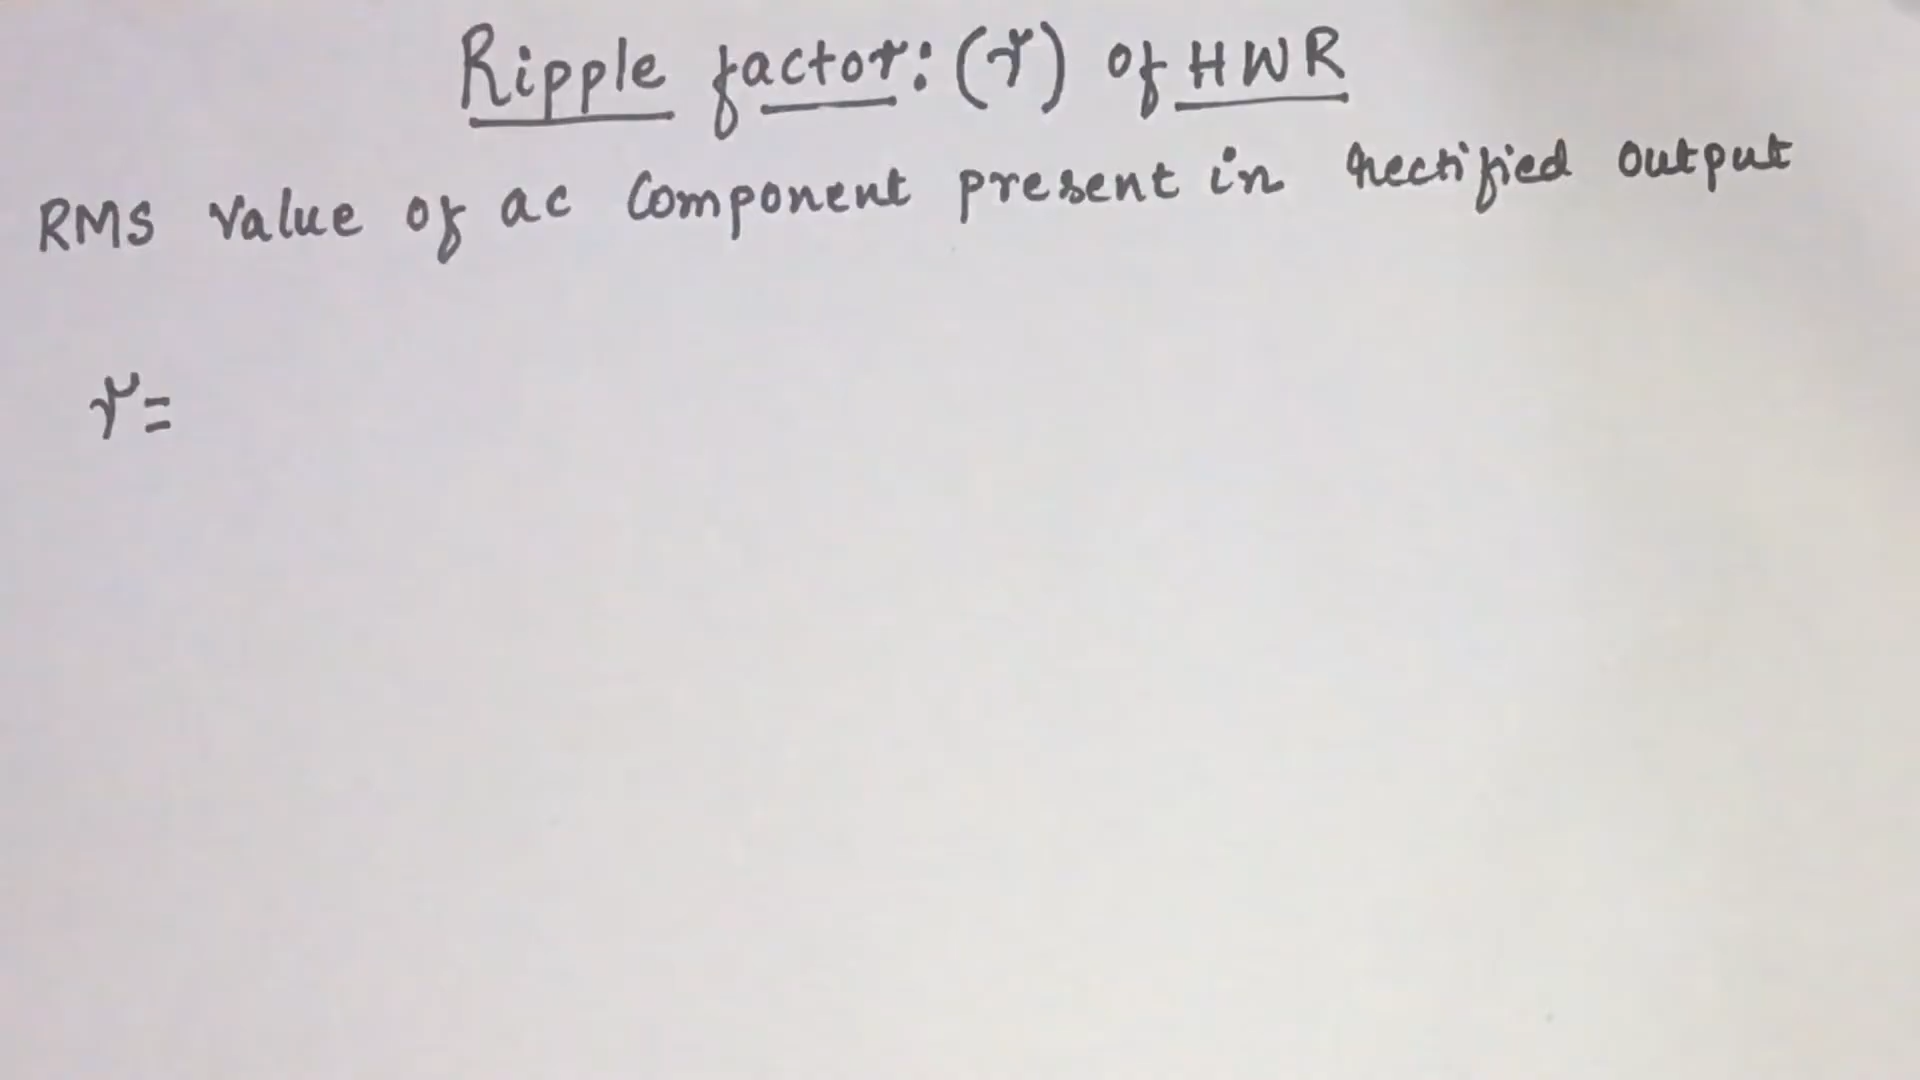 Ripple factor: (r) of HWR
RMS value of ac component present in rectified output
r=